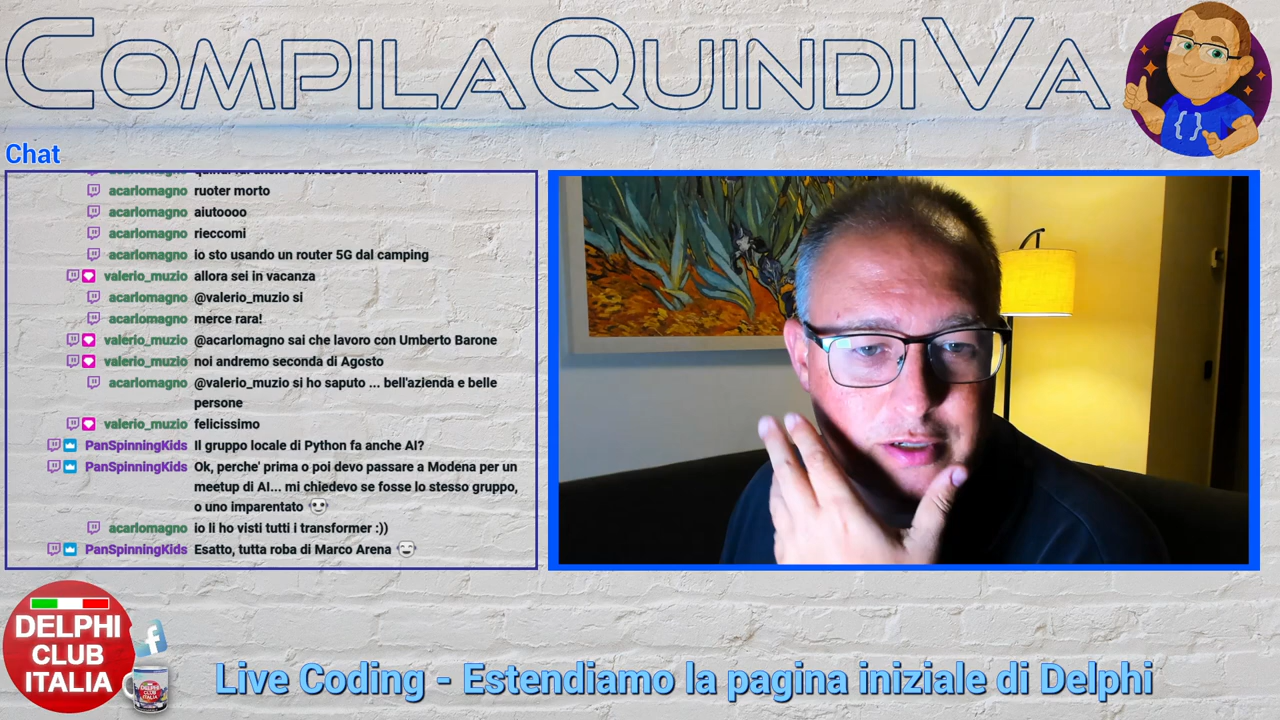 CompilaQuindiVa
{ }
Chat
acarlomagno ruoter morto
acarlomagno aiutoooo
acarlomagno rieccomi
acarlomagno io sto usando un router 5G dal camping
valerio_muzio allora sei in vacanza
acarlomagno @valerio_muzio si
acarlomagno merce rara!
valerio_muzio @acarlomagno sai che lavoro con Umberto Barone
valerio_muzio noi andremo seconda di Agosto
acarlomagno @valerio_muzio si ho saputo ... bell'azienda e belle
persone
valerio_muzio felicissimo
PanSpinningKids Il gruppo locale di Python fa anche AI?
PanSpinningKids Ok, perche' prima o poi devo passare a Modena per un
meetup di AI... mi chiedevo se fosse lo stesso gruppo,
o uno imparentato
acarlomagno io li ho visti tutti i transformer :))
PanSpinningKids Esatto, tutta roba di Marco Arena
DELPHI
CLUB
ITALIA
f
DELPHI
CLUB
ITALIA
Live Coding - Estendiamo la pagina iniziale di Delphi